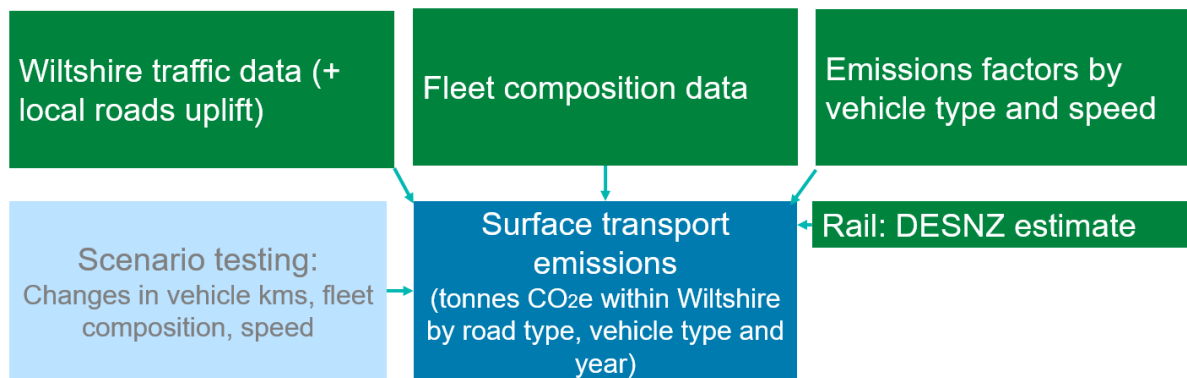 Wiltshire traffic data (+
local roads uplift)
Fleet composition data
Emissions factors by
vehicle type and speed
Scenario testing:
Changes in vehicle kms, fleet
composition, speed
Surface transport
emissions
(tonnes CO2e within Wiltshire
by road type, vehicle type and
year)
Rail: DESNZ estimate